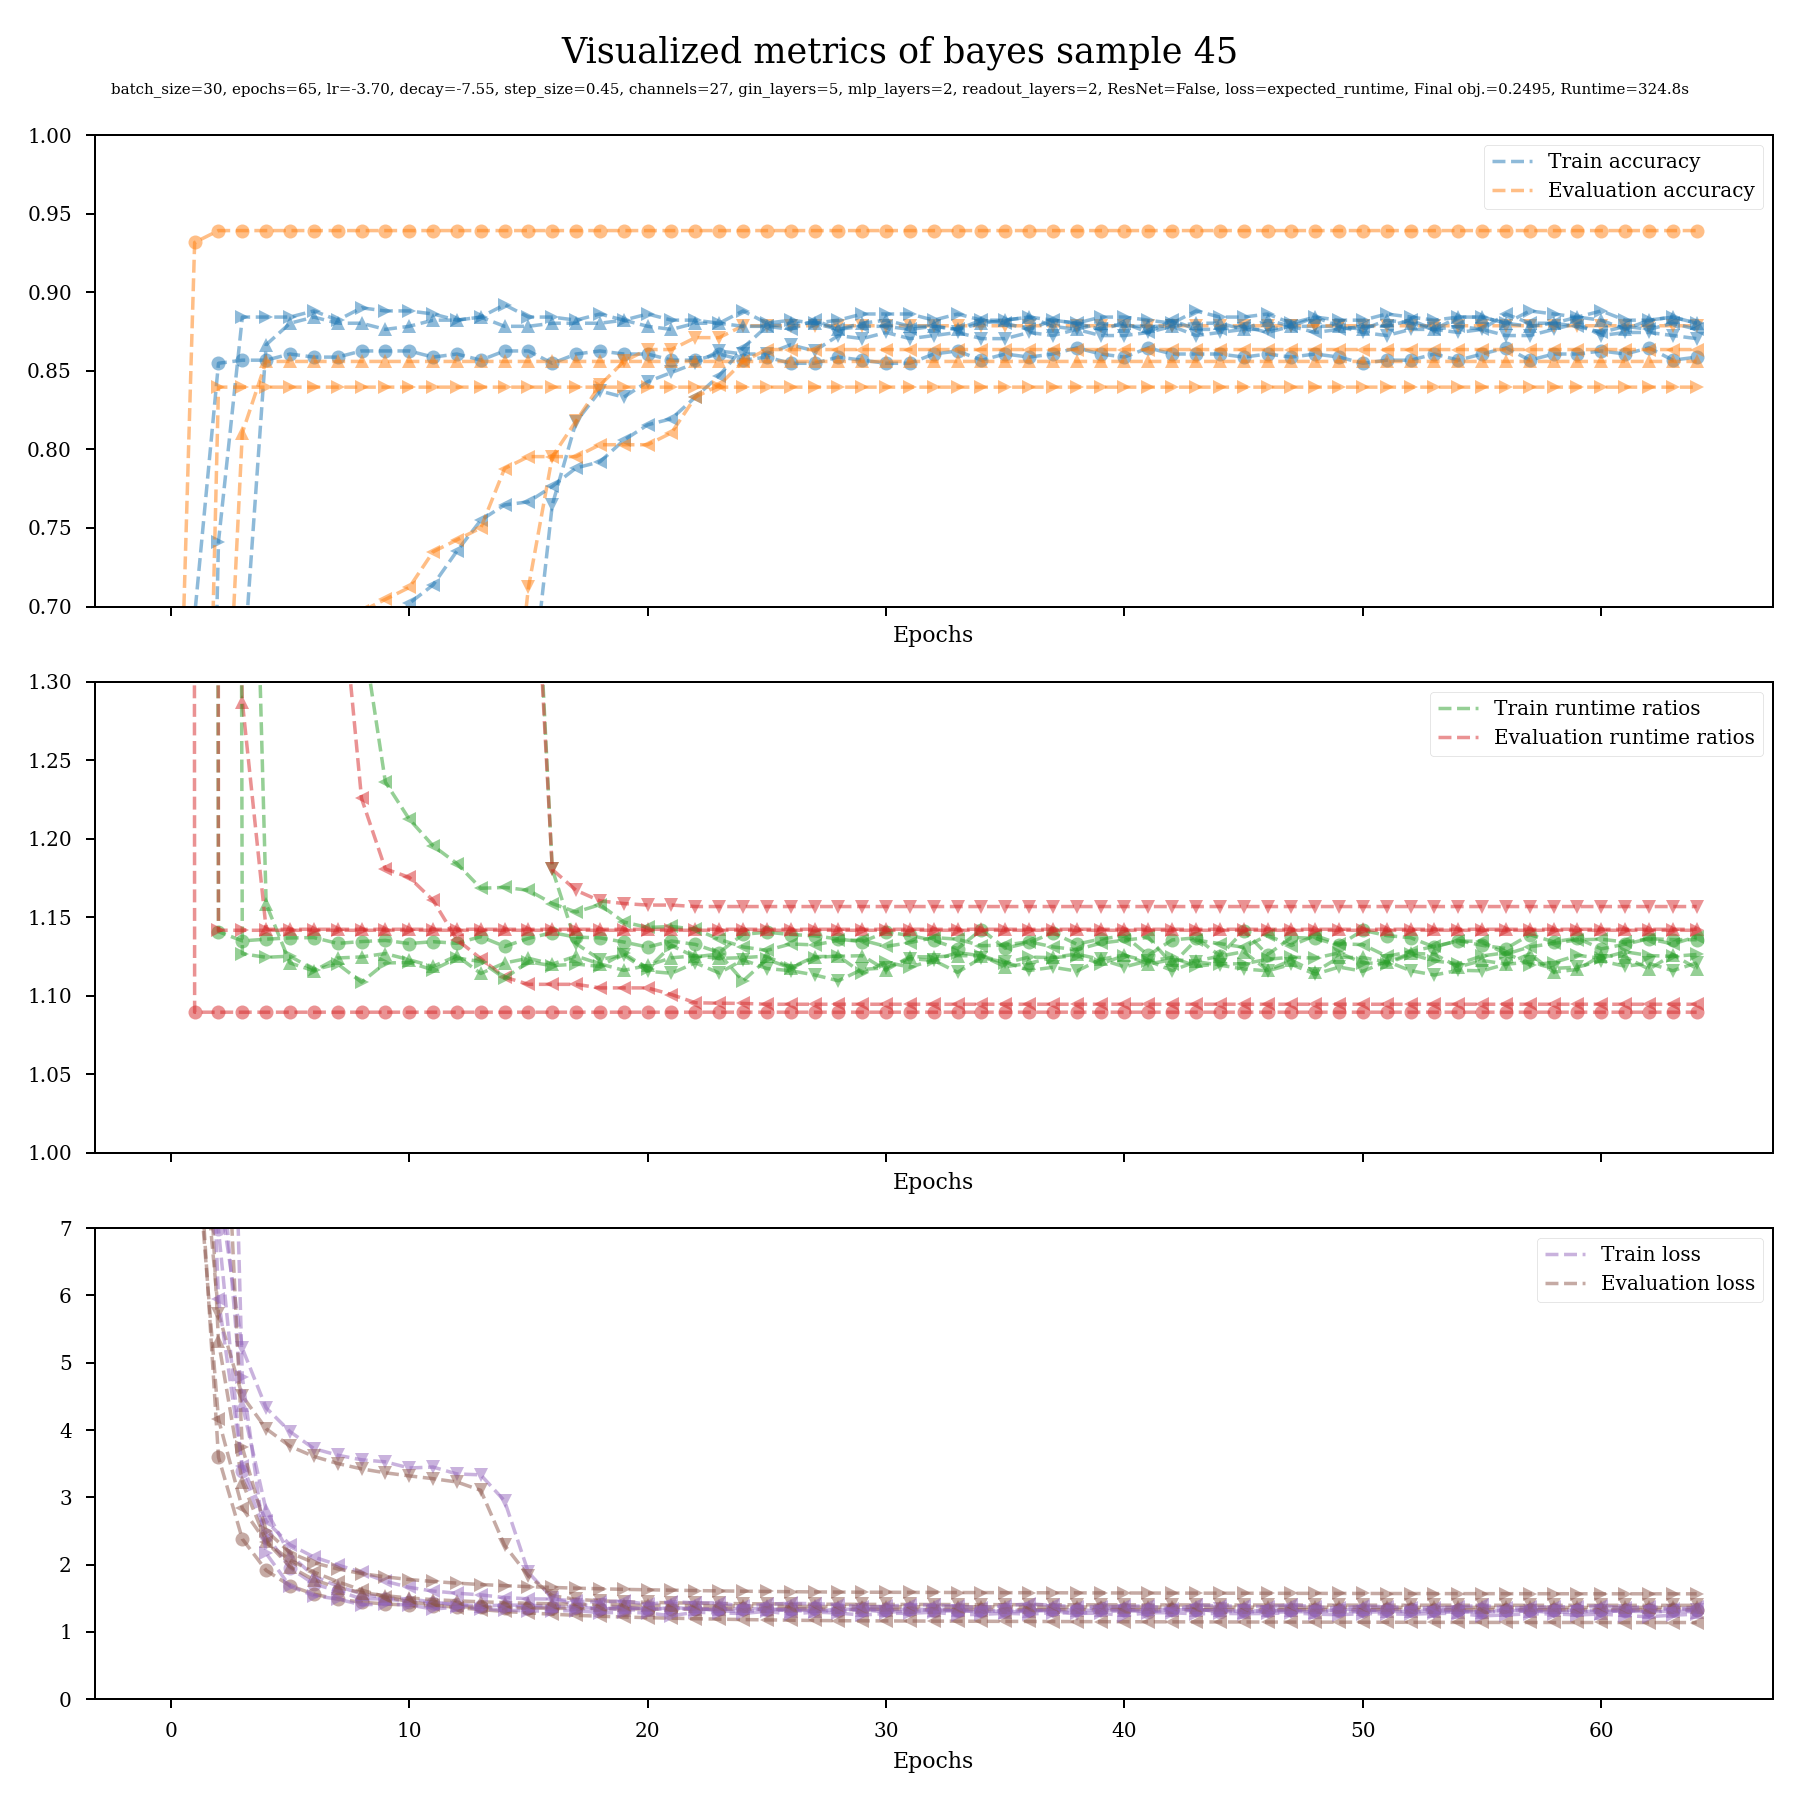 Visualized metrics of bayes sample 45
batch_size=30, epochs=65, lr=-3.70, decay=-7.55, step_size=0.45, channels=27, gin_layers=5, mlp_layers=2, readout_layers=2, ResNet=False, loss=expected_runtime, Final obj.=0.2495, Runtime=324.8s
1.00
0.95
0.90
0.85
0.80
0.75
0.70
Train accuracy
Evaluation accuracy
Epochs
1.30
1.25
1.20
1.15
1.10
1.05
1.00
Train runtime ratios
Evaluation runtime ratios
Epochs
7
6
5
4
3
2
1
0
Train loss
Evaluation loss
0 10 20 30 40 50 60
Epochs